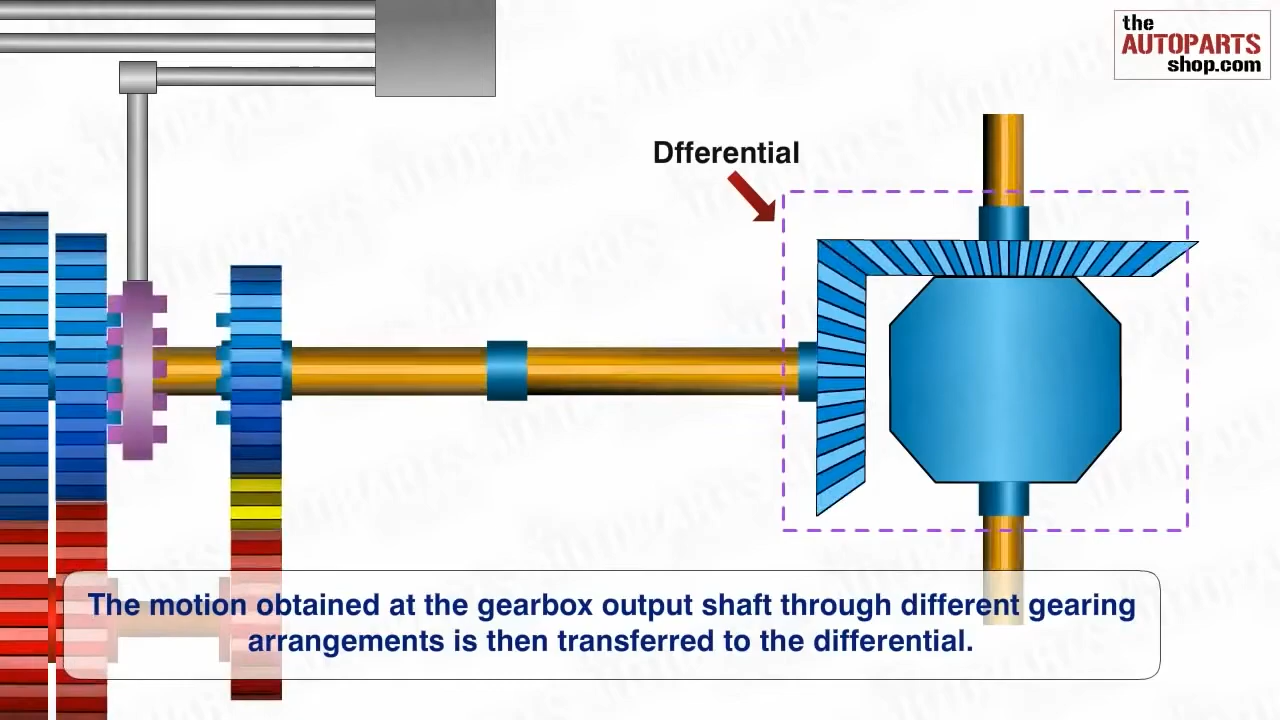 the
AUTOPARTS
shop.com
Dfferential
The motion obtained at the gearbox output shaft through different gearing
arrangements is then transferred to the differential.